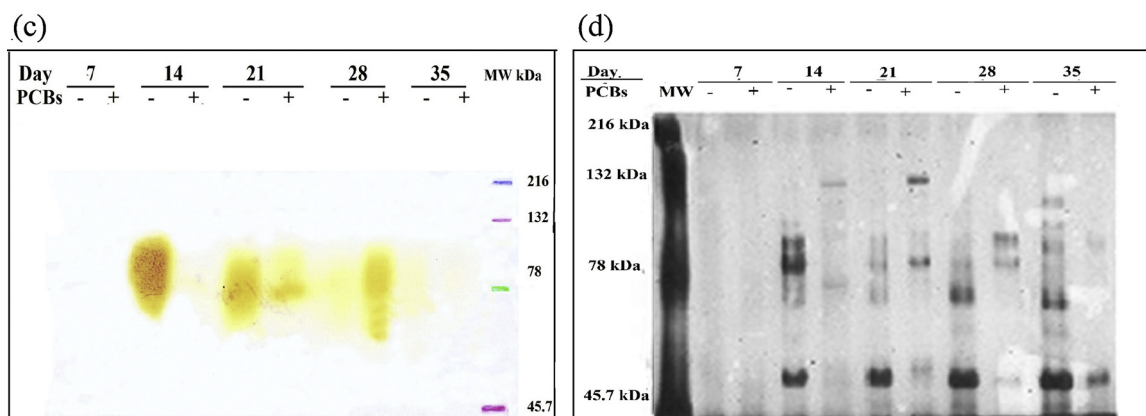 (c)
Day 7 14 21 28 35 MW kDa
PCBs - + - + - + - + - +
216
132
78
45.7
(d)
Day. 7 14 21 28 35
PCBs MW - + - + - + - + - +
216 kDa
132 kDa
78 kDa
45.7 kDa